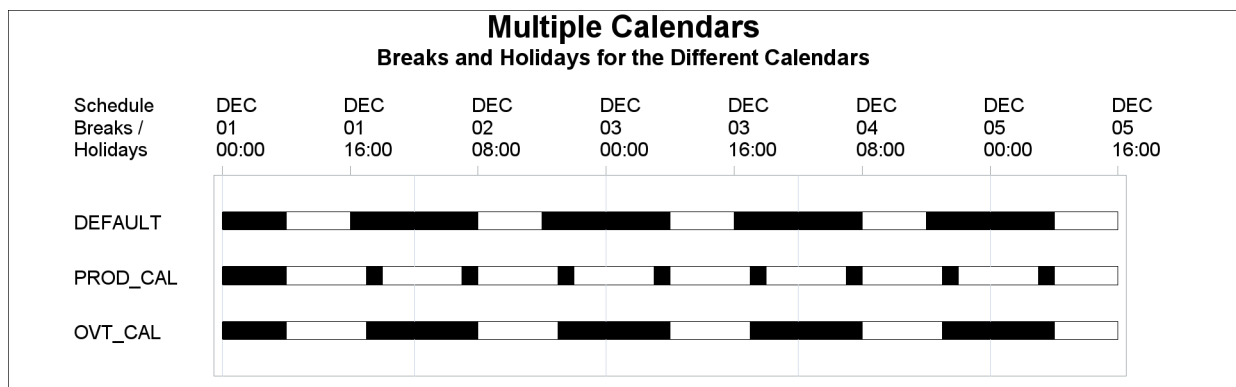 Multiple Calendars
Breaks and Holidays for the Different Calendars
Schedule DEC DEC DEC DEC DEC DEC DEC DEC
Breaks / 01 01 02 03 03 04 05 05
Holidays 00:00 16:00 08:00 00:00 16:00 08:00 00:00 16:00
DEFAULT
PROD_CAL
OVT_CAL